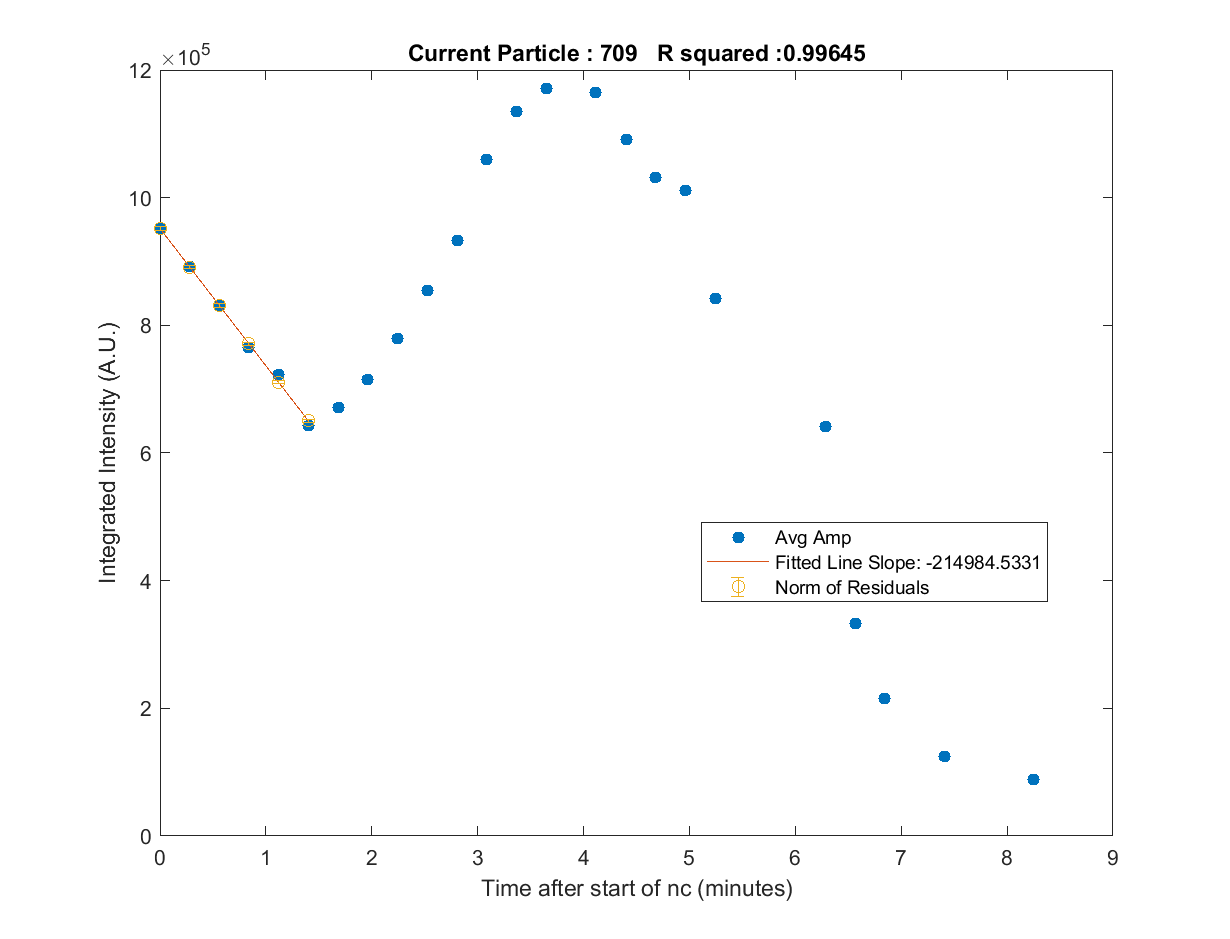 Current Particle : 709 R squared :0.99645
×10^5
12
10
8
6
4
2
0
Integrated Intensity (A.U.)
Avg Amp
Fitted Line Slope: -214984.5331
Norm of Residuals
0 1 2 3 4 5 6 7 8 9
Time after start of nc (minutes)